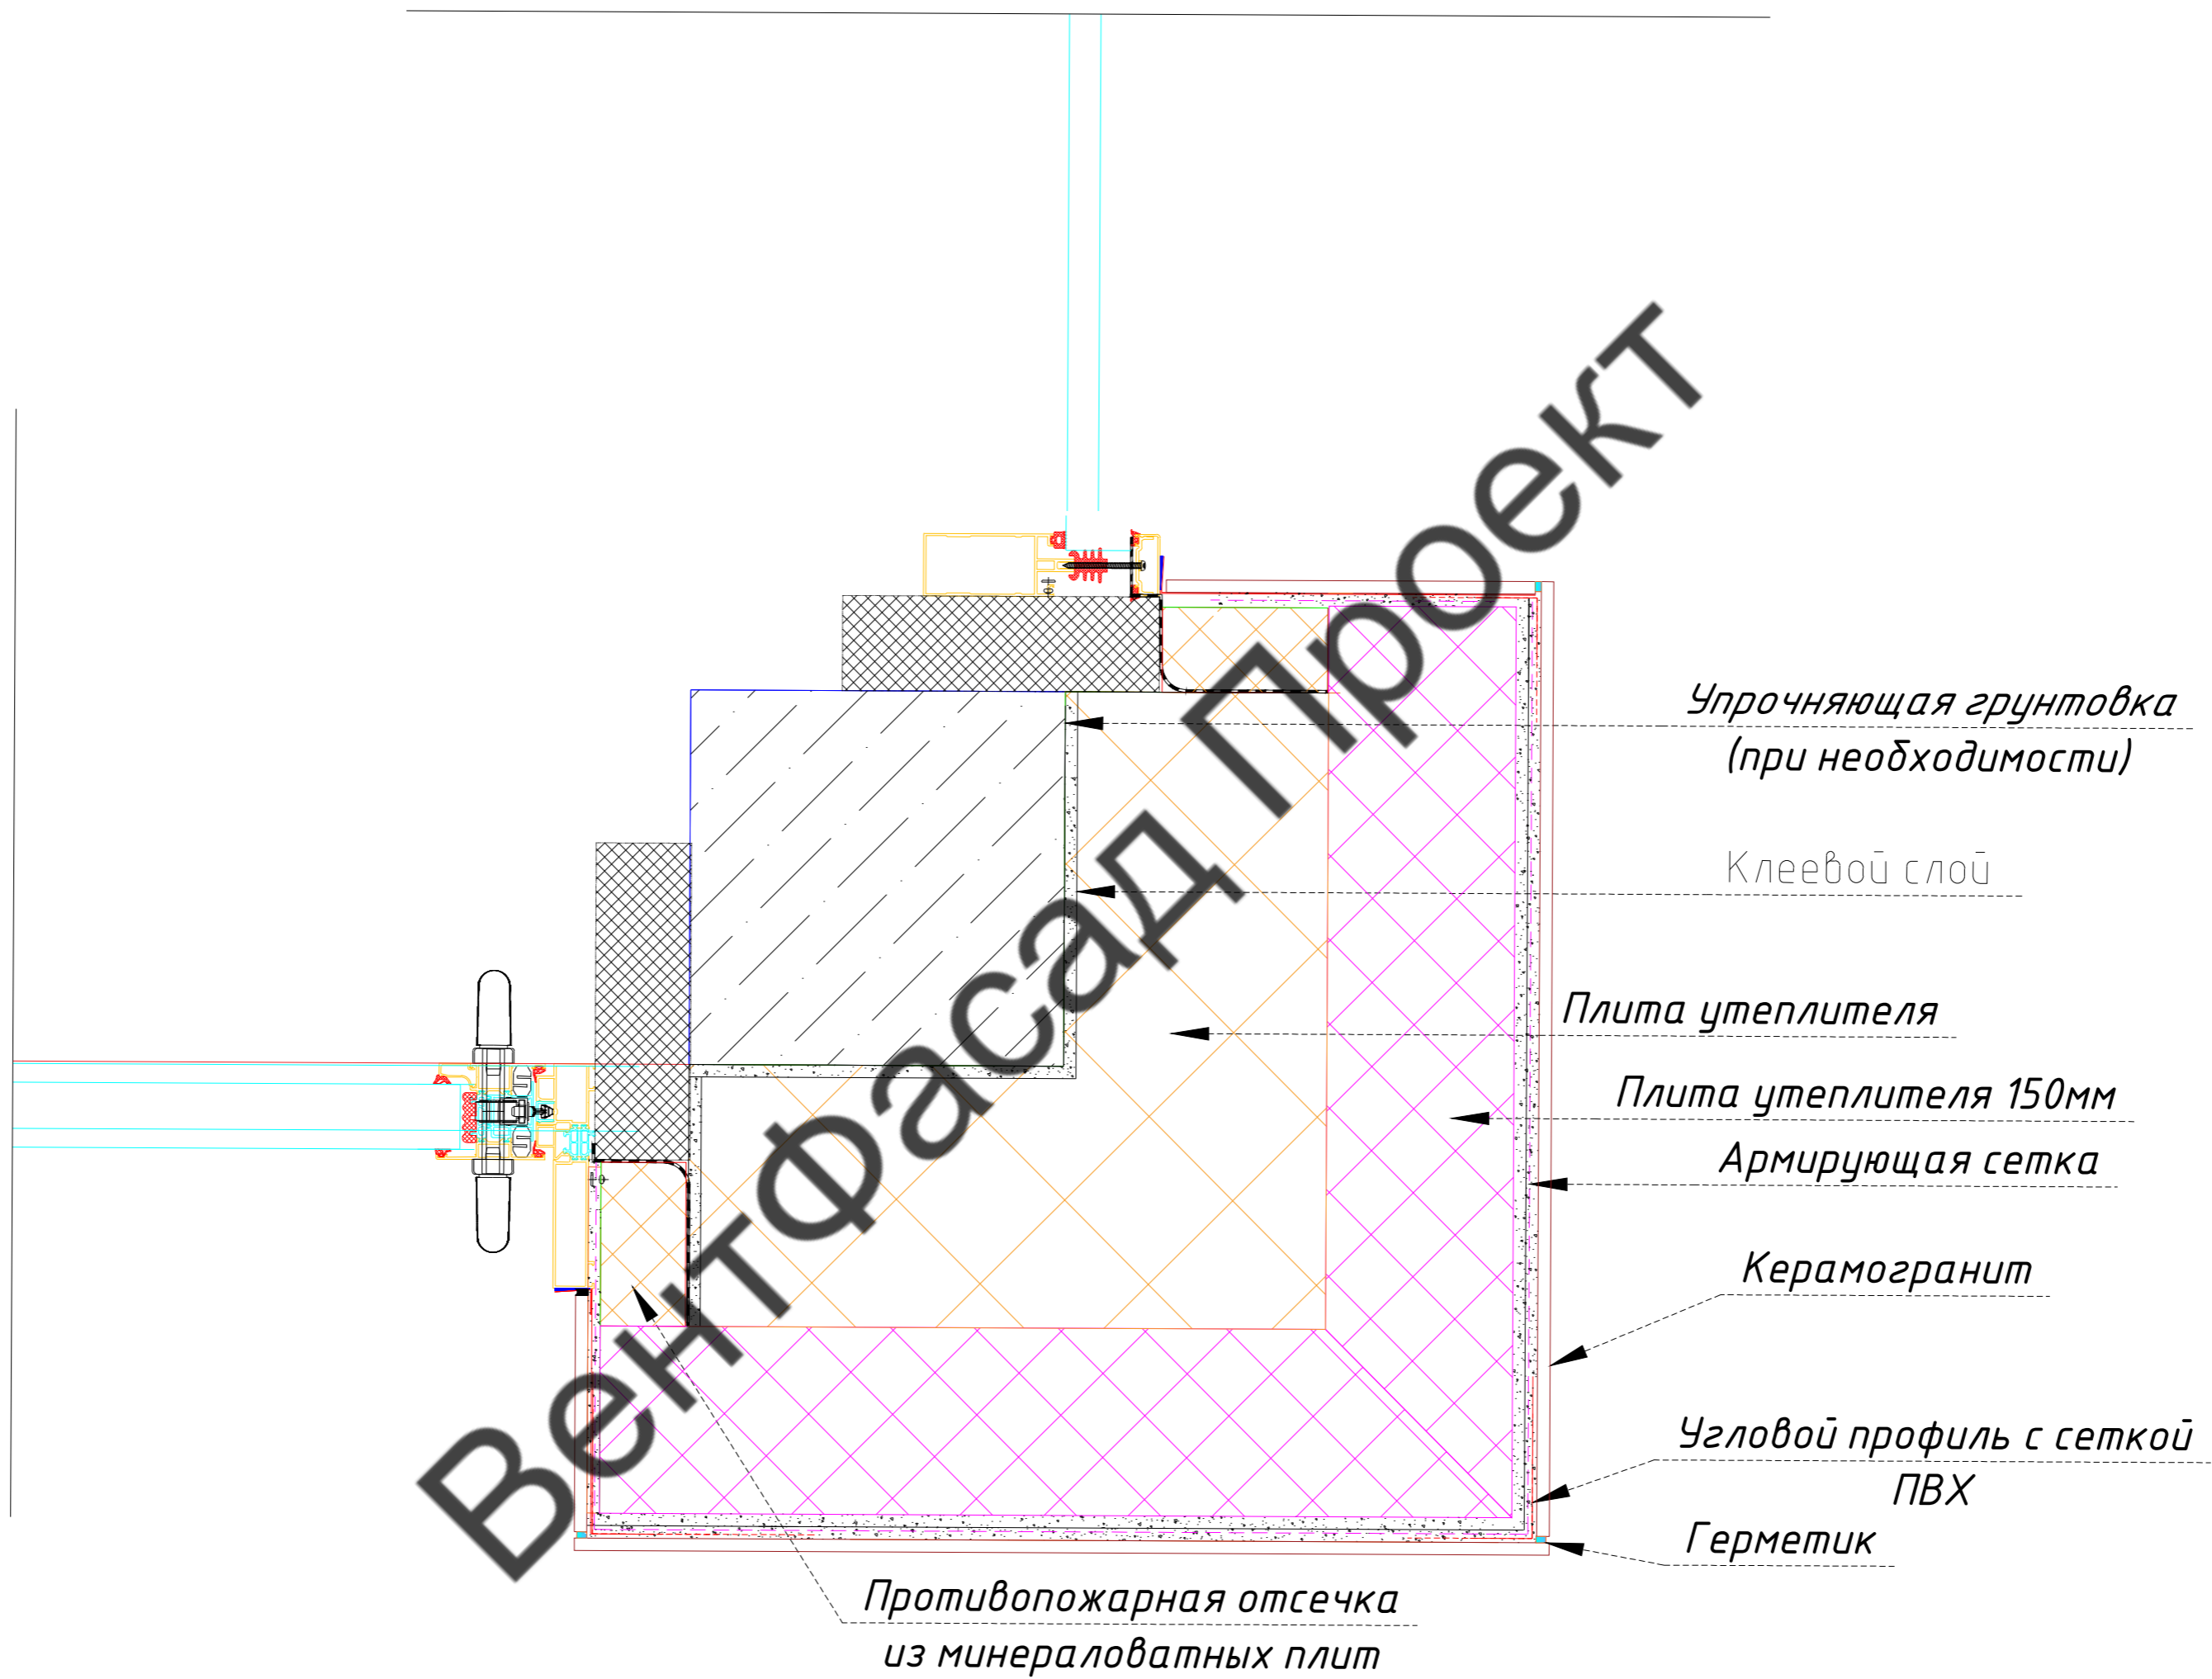 ВентФасад Проект
Упрочняющая грунтовка
(при необходимости)
Клеевой слой
Плита утеплителя
Плита утеплителя 150мм
Армирующая сетка
Керамогранит
Угловой профиль с сеткой
ПВХ
Герметик
Противопожарная отсечка
из минераловатных плит